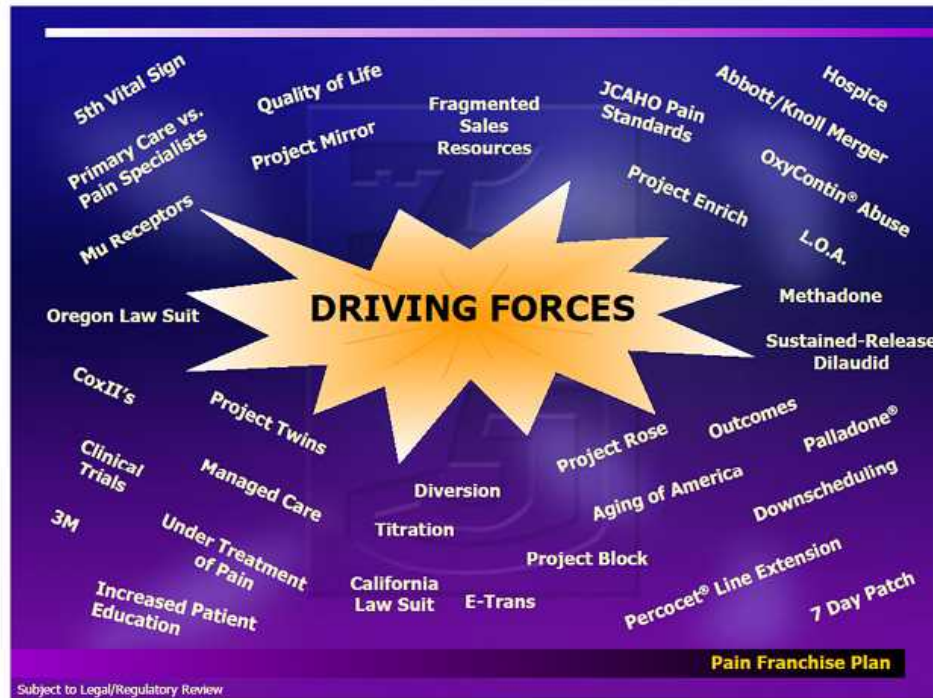 5th Vital Sign
Primary Care vs.
Pain Specialists
Mu Receptors
Quality of Life
Project Mirror
Fragmented
Sales
Resources
JCAHO Pain
Standards
Project Enrich
Abbott/Knoll Merger
Hospice
OxyContin® Abuse
L.O.A.
Methadone
Sustained-Release
Dilaudid
DRIVING FORCES
Oregon Law Suit
CoxII's
Project Twins
Clinical
Trials
Managed Care
3M
Under Treatment
of Pain
Increased Patient
Education
Diversion
Titration
California
Law Suit
E-Trans
Project Block
Project Rose
Outcomes
Palladone®
Aging of America
Downscheduling
Percocet® Line Extension
7 Day Patch
Pain Franchise Plan
Subject to Legal/Regulatory Review